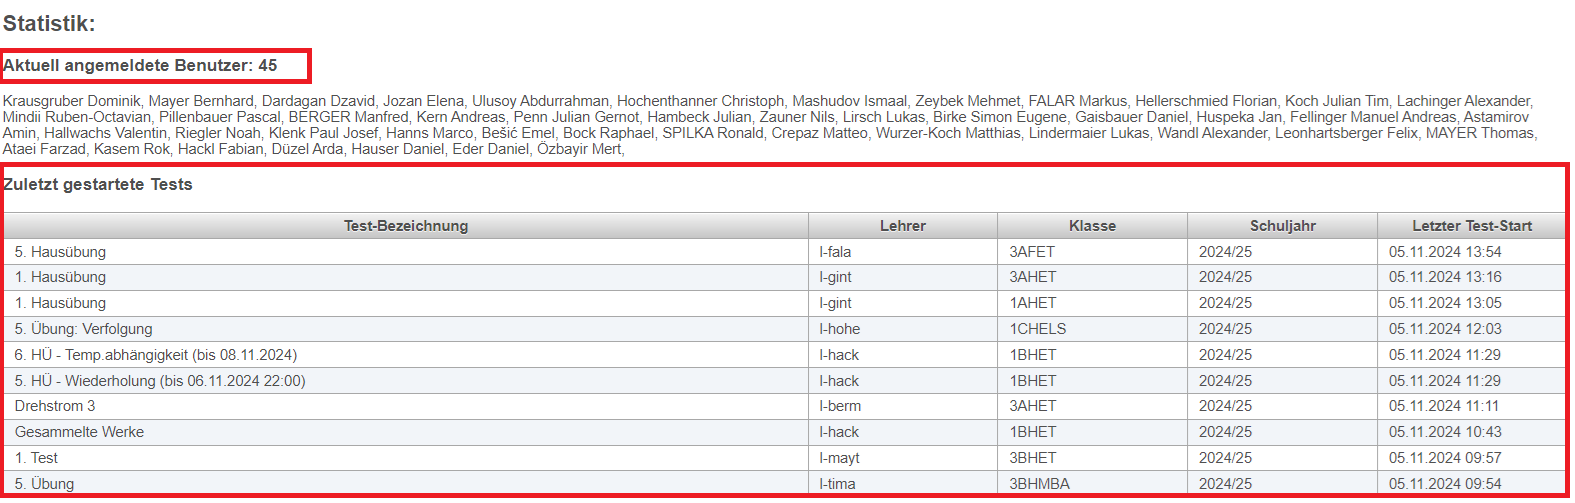 Statistik:
Aktuell angemeldete Benutzer: 45
Krausgruber Dominik, Mayer Bernhard, Dardagan Dzavid, Jozan Elena, Ulusoy Abdurrahman, Hochenthanner Christoph, Mashudov Ismaal, Zeybek Mehmet, FALAR Markus, Hellerschmied Florian, Koch Julian Tim, Lachinger Alexander,
Mindii Ruben-Octavian, Pillenbauer Pascal, BERGER Manfred, Kern Andreas, Penn Julian Gernot, Hambeck Julian, Zauner Nils, Lirsch Lukas, Birke Simon Eugene, Gaisbauer Daniel, Huspeka Jan, Fellinger Manuel Andreas, Astamirov
Amin, Hallwachs Valentin, Riegler Noah, Klenk Paul Josef, Hanns Marco, Bešić Emel, Bock Raphael, SPILKA Ronald, Crepaz Matteo, Wurzer-Koch Matthias, Lindermaier Lukas, Wandl Alexander, Leonhartsberger Felix, MAYER Thomas,
Ataei Farzad, Kasem Rok, Hackl Fabian, Düzel Arda, Hauser Daniel, Eder Daniel, Özbayir Mert,
Zuletzt gestartete Tests
Test-Bezeichnung Lehrer Klasse Schuljahr Letzter Test-Start
5. Hausübung l-fala 3AFET 2024/25 05.11.2024 13:54
1. Hausübung l-gint 3AHET 2024/25 05.11.2024 13:16
1. Hausübung l-gint 1AHET 2024/25 05.11.2024 13:05
5. Übung: Verfolgung l-hohe 1CHELS 2024/25 05.11.2024 12:03
6. HÜ - Temp.abhängigkeit (bis 08.11.2024) l-hack 1BHET 2024/25 05.11.2024 11:29
5. HÜ - Wiederholung (bis 06.11.2024 22:00) l-hack 1BHET 2024/25 05.11.2024 11:29
Drehstrom 3 l-berm 3AHET 2024/25 05.11.2024 11:11
Gesammelte Werke l-hack 1BHET 2024/25 05.11.2024 10:43
1. Test l-mayt 3BHET 2024/25 05.11.2024 09:57
5. Übung l-tima 3BHMBA 2024/25 05.11.2024 09:54